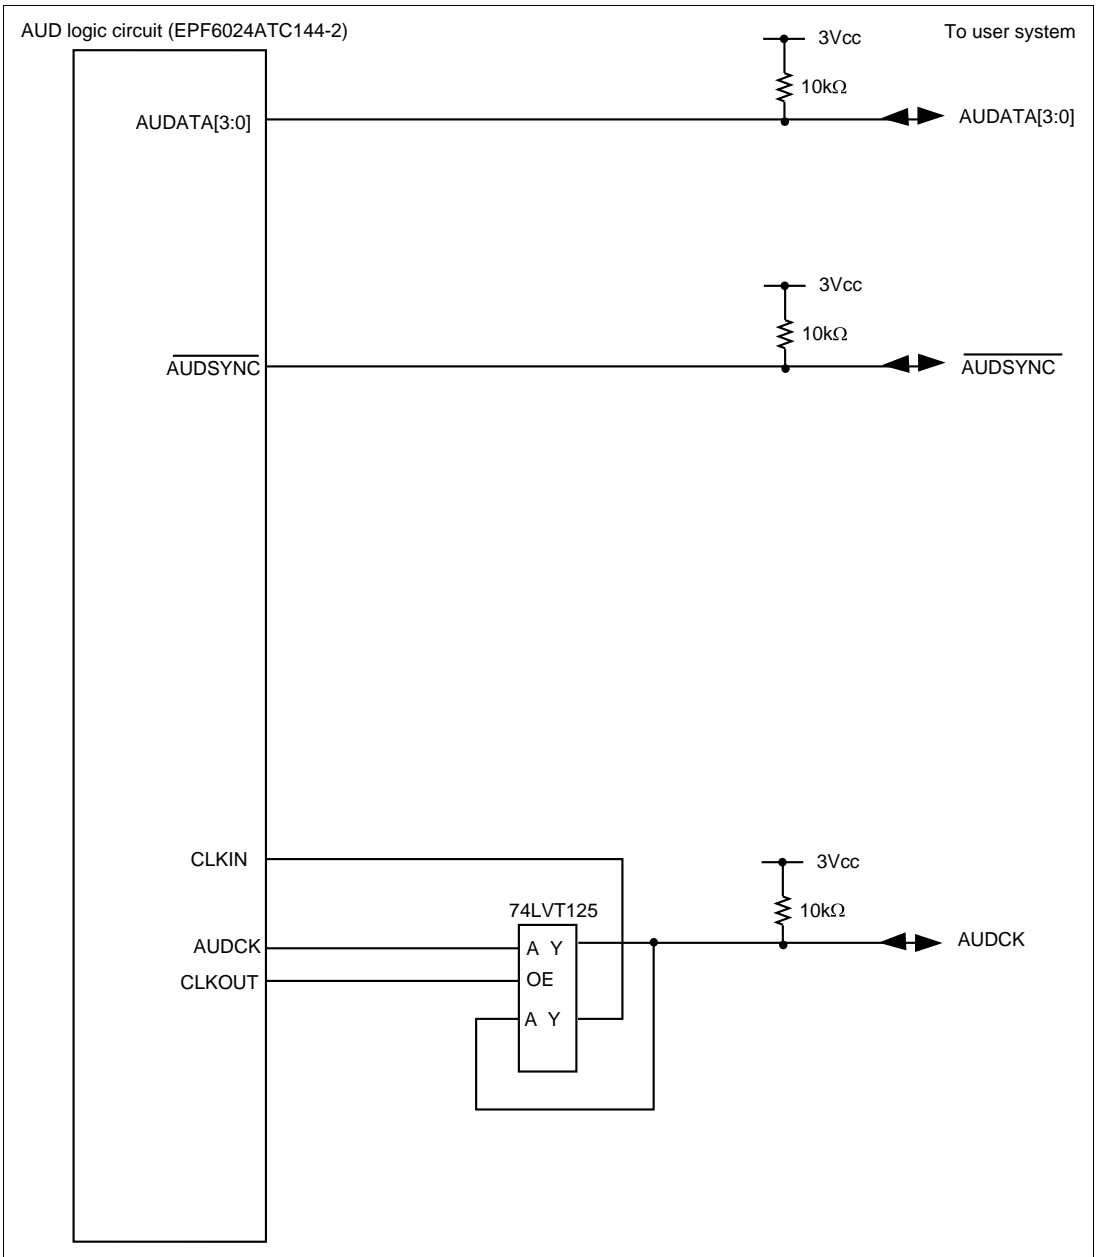 AUD logic circuit (EPF6024ATC144-2)
To user system
3Vcc
10kΩ
AUDATA[3:0]
AUDATA[3:0]
3Vcc
10kΩ
AUDSYNC
AUDSYNC
CLKIN
3Vcc
74LVT125
10kΩ
AUDCK
A Y
AUDCK
CLKOUT
OE
A Y